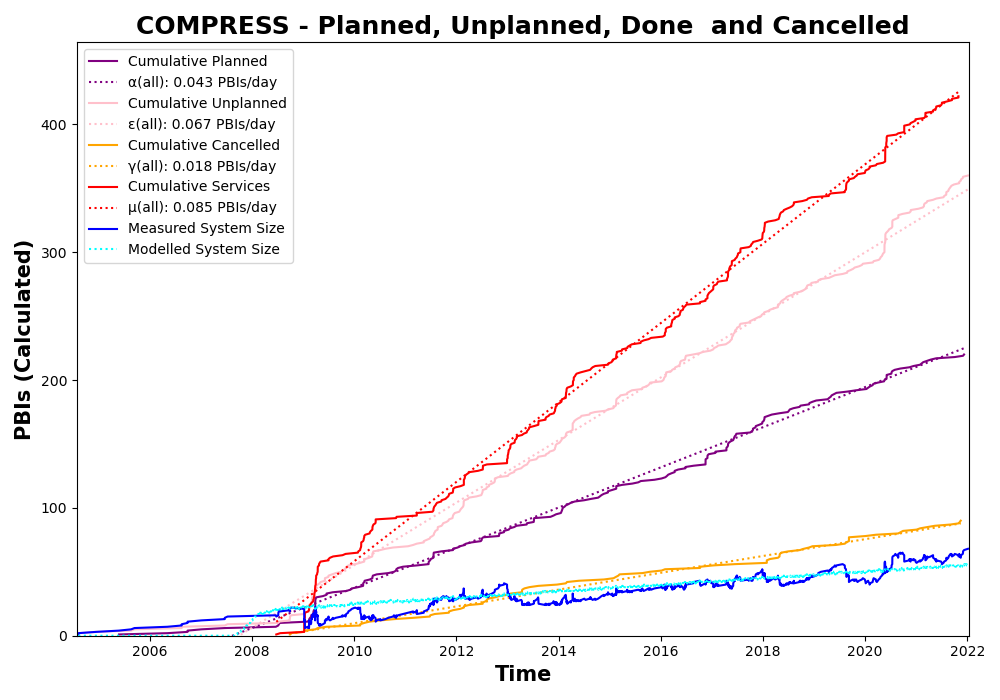 COMPRESS - Planned, Unplanned, Done  and Cancelled
Cumulative Planned
α(all): 0.043 PBIs/day
Cumulative Unplanned
ε(all): 0.067 PBIs/day
Cumulative Cancelled
γ(all): 0.018 PBIs/day
Cumulative Services
μ(all): 0.085 PBIs/day
Measured System Size
Modelled System Size
PBIs (Calculated)
400
300
200
100
0
2006 2008 2010 2012 2014 2016 2018 2020 2022
Time